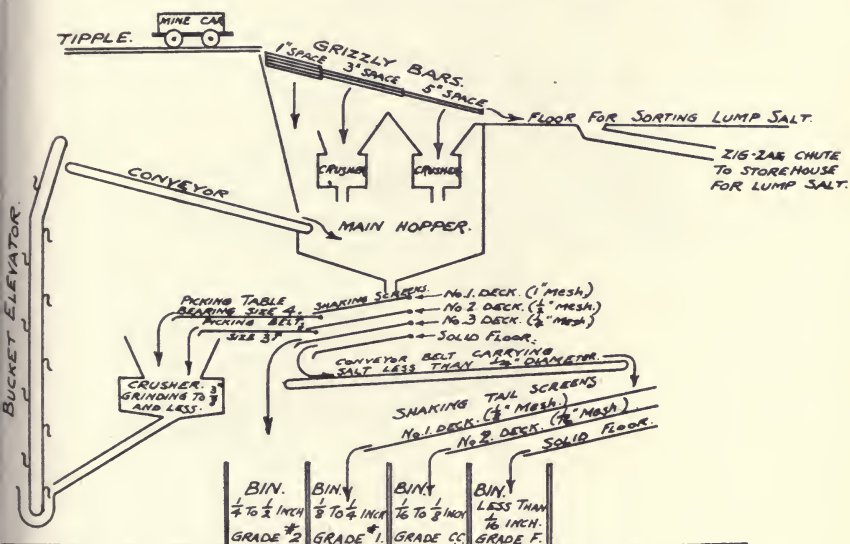 MINE CAR
TIPPLE.
GRIZZLY BARS.
1" SPACE 3" SPACE 5" SPACE
FLOOR FOR SORTING LUMP SALT.
ZIG-ZAG CHUTE
TO STOREHOUSE
FOR LUMP SALT.
CRUSHER
CRUSHER
CONVEYOR
MAIN HOPPER.
BUCKET ELEVATOR.
PICKING TABLE
BEARING SIZE 4.
PICKING BELT.
SIZE 3.
SHAKING SCREENS.
No. 1. DECK. (1" Mesh.)
No 2 DECK. (½" Mesh.)
No. 3 DECK. (¼" Mesh)
SOLID FLOOR.
CONVEYOR BELT CARRYING
SALT LESS THAN ¼" DIAMETER.
CRUSHER.
GRINDING TO ¾"
AND LESS.
SHAKING TAIL SCREENS
No. 1. DECK. (⅛" Mesh.)
No 2. DECK. (1/16" Mesh)
SOLID FLOOR.
BIN.
¼ TO ½ INCH
GRADE #2
BIN.
⅛ TO ¼ INCH
GRADE #1.
BIN.
1/16 TO ⅛ INCH
GRADE CC.
BIN.
LESS THAN
1/16 INCH.
GRADE F.